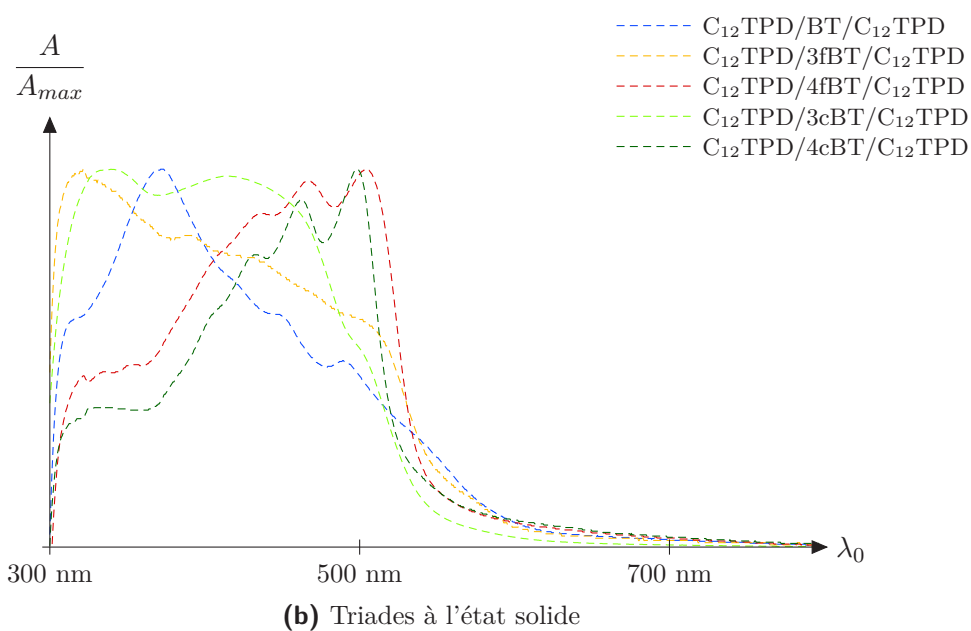 A
A_max
C₁₂TPD/BT/C₁₂TPD
C₁₂TPD/3fBT/C₁₂TPD
C₁₂TPD/4fBT/C₁₂TPD
C₁₂TPD/3cBT/C₁₂TPD
C₁₂TPD/4cBT/C₁₂TPD
λ₀
300 nm
500 nm
700 nm
(b) Triades à l'état solide